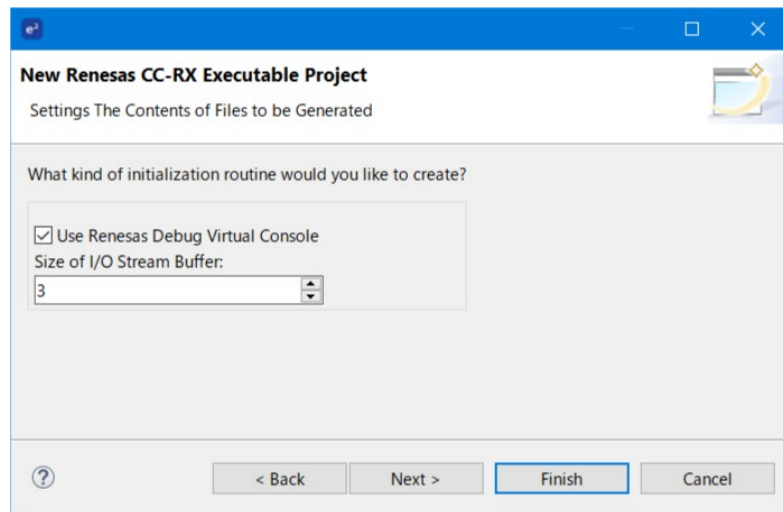 e²
New Renesas CC-RX Executable Project
Settings The Contents of Files to be Generated
What kind of initialization routine would you like to create?
Use Renesas Debug Virtual Console
Size of I/O Stream Buffer:
3
?
< Back
Next >
Finish
Cancel